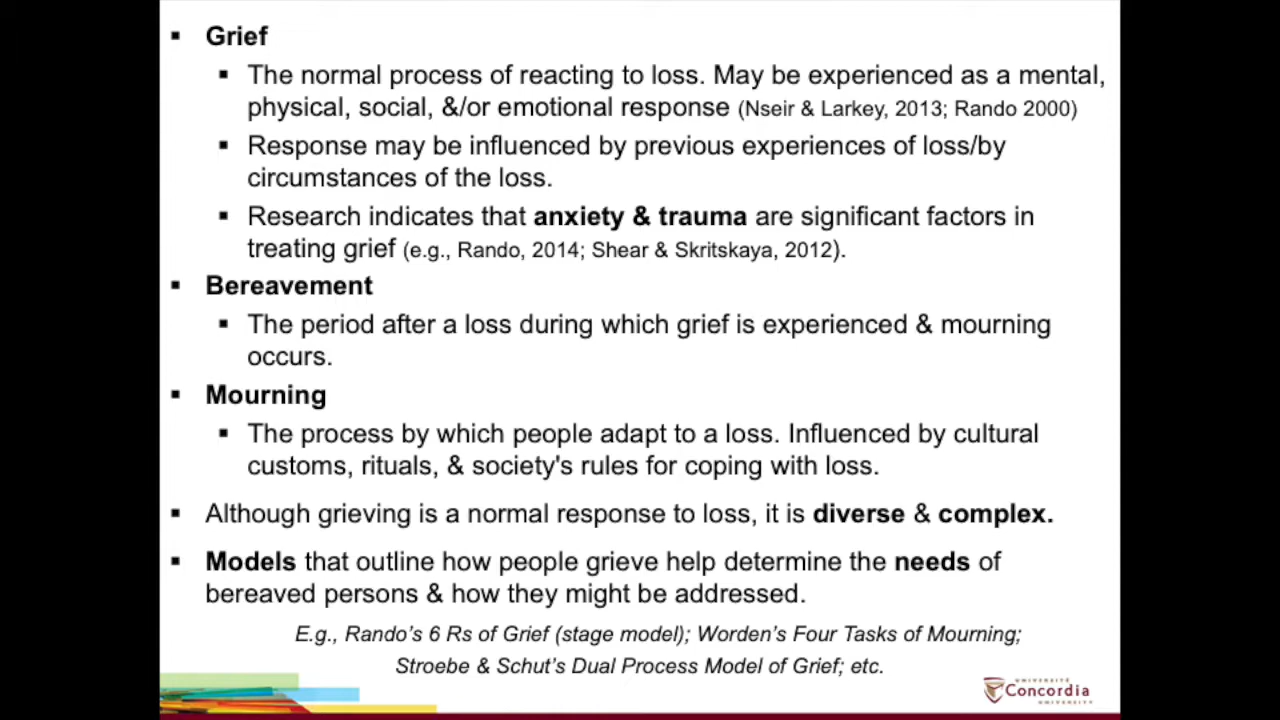 ▪ Grief
▪ The normal process of reacting to loss. May be experienced as a mental,
physical, social, &/or emotional response (Nseir & Larkey, 2013; Rando 2000)
▪ Response may be influenced by previous experiences of loss/by
circumstances of the loss.
▪ Research indicates that anxiety & trauma are significant factors in
treating grief (e.g., Rando, 2014; Shear & Skritskaya, 2012).
▪ Bereavement
▪ The period after a loss during which grief is experienced & mourning
occurs.
▪ Mourning
▪ The process by which people adapt to a loss. Influenced by cultural
customs, rituals, & society's rules for coping with loss.
▪ Although grieving is a normal response to loss, it is diverse & complex.
▪ Models that outline how people grieve help determine the needs of
bereaved persons & how they might be addressed.
E.g., Rando’s 6 Rs of Grief (stage model); Worden’s Four Tasks of Mourning;
Stroebe & Schut’s Dual Process Model of Grief; etc.
UNIVERSITÉ
Concordia
UNIVERSITY